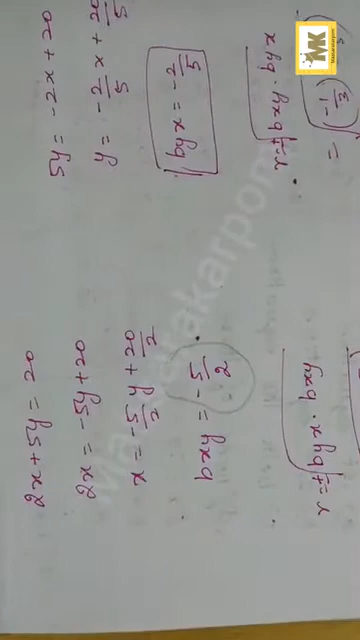 2x + 5y = 20
2x = -5y + 20
x = -5/2 y + 20/2
bxy = -5/2
r = ±√byx · bxy
5y = -2x + 20
y = -2/5 x + 20/5
byx = -2/5
r = ±√bxy · byx
MK